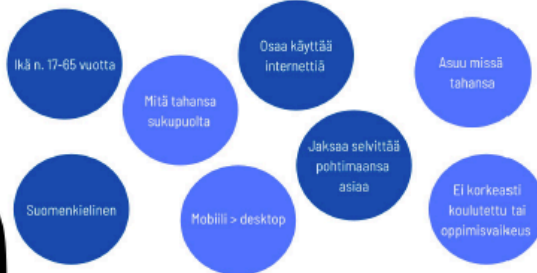 Ikä n. 17-65 vuotta
Mitä tahansa
sukupuolta
Osaa käyttää
internettiä
Asuu missä
tahansa
Suomenkielinen
Mobiili > desktop
Jaksaa selvittää
pohtimaansa
asiaa
Ei korkeasti
koulutettu tai
oppimisvaikeus